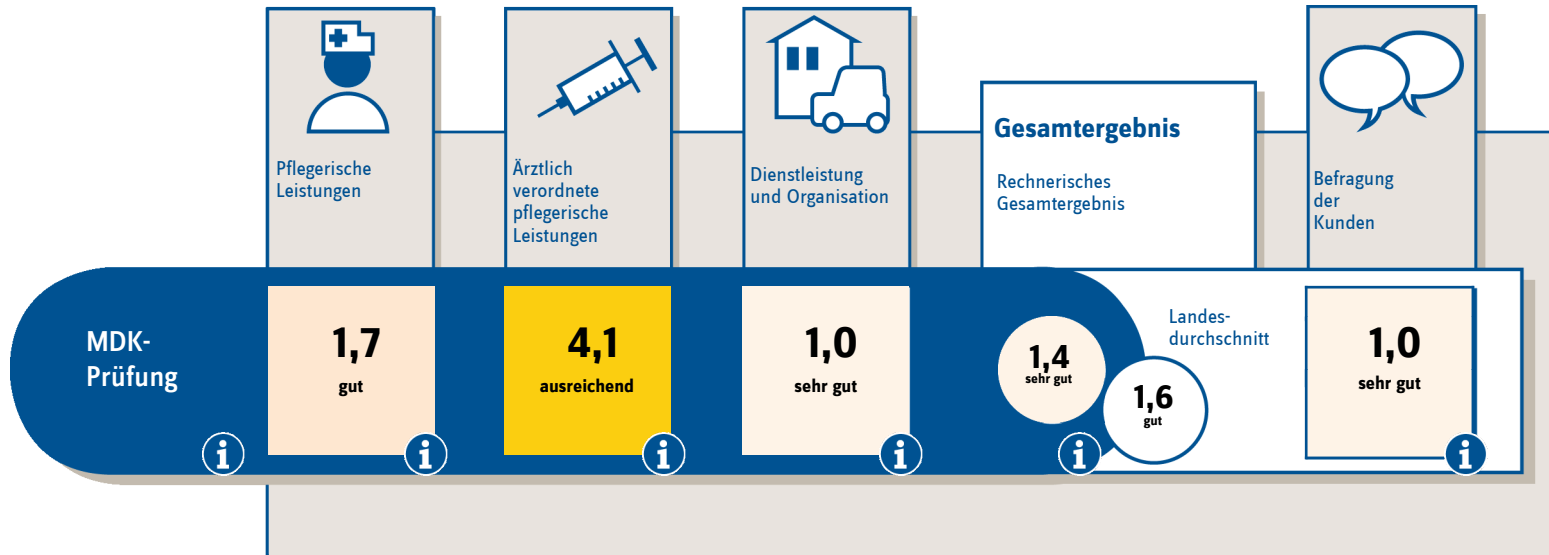 Pflegerische
Leistungen
Ärztlich
verordnete
pflegerische
Leistungen
Dienstleistung
und Organisation
Gesamtergebnis
Rechnerisches
Gesamtergebnis
Befragung
der
Kunden
MDK-
Prüfung
1,7
gut
4,1
ausreichend
1,0
sehr gut
1,4
sehr gut
Landes-
durchschnitt
1,6
gut
1,0
sehr gut
i
i
i
i
i
i